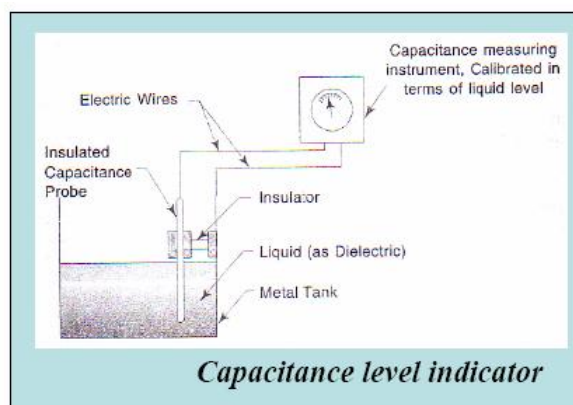 Capacitance measuring
instrument, Calibrated in
terms of liquid level
Electric Wires
Insulated
Capacitance
Probe
Insulator
Liquid (as Dielectric)
Metal Tank
Capacitance level indicator